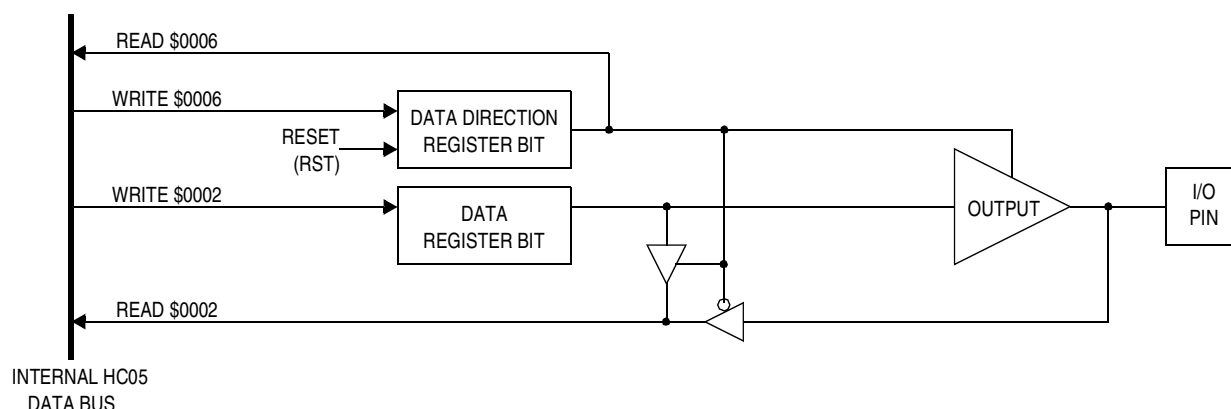 READ $0006
WRITE $0006
DATA DIRECTION
REGISTER BIT
RESET
(RST)
WRITE $0002
DATA
REGISTER BIT
OUTPUT
I/O
PIN
READ $0002
INTERNAL HC05
DATA BUS